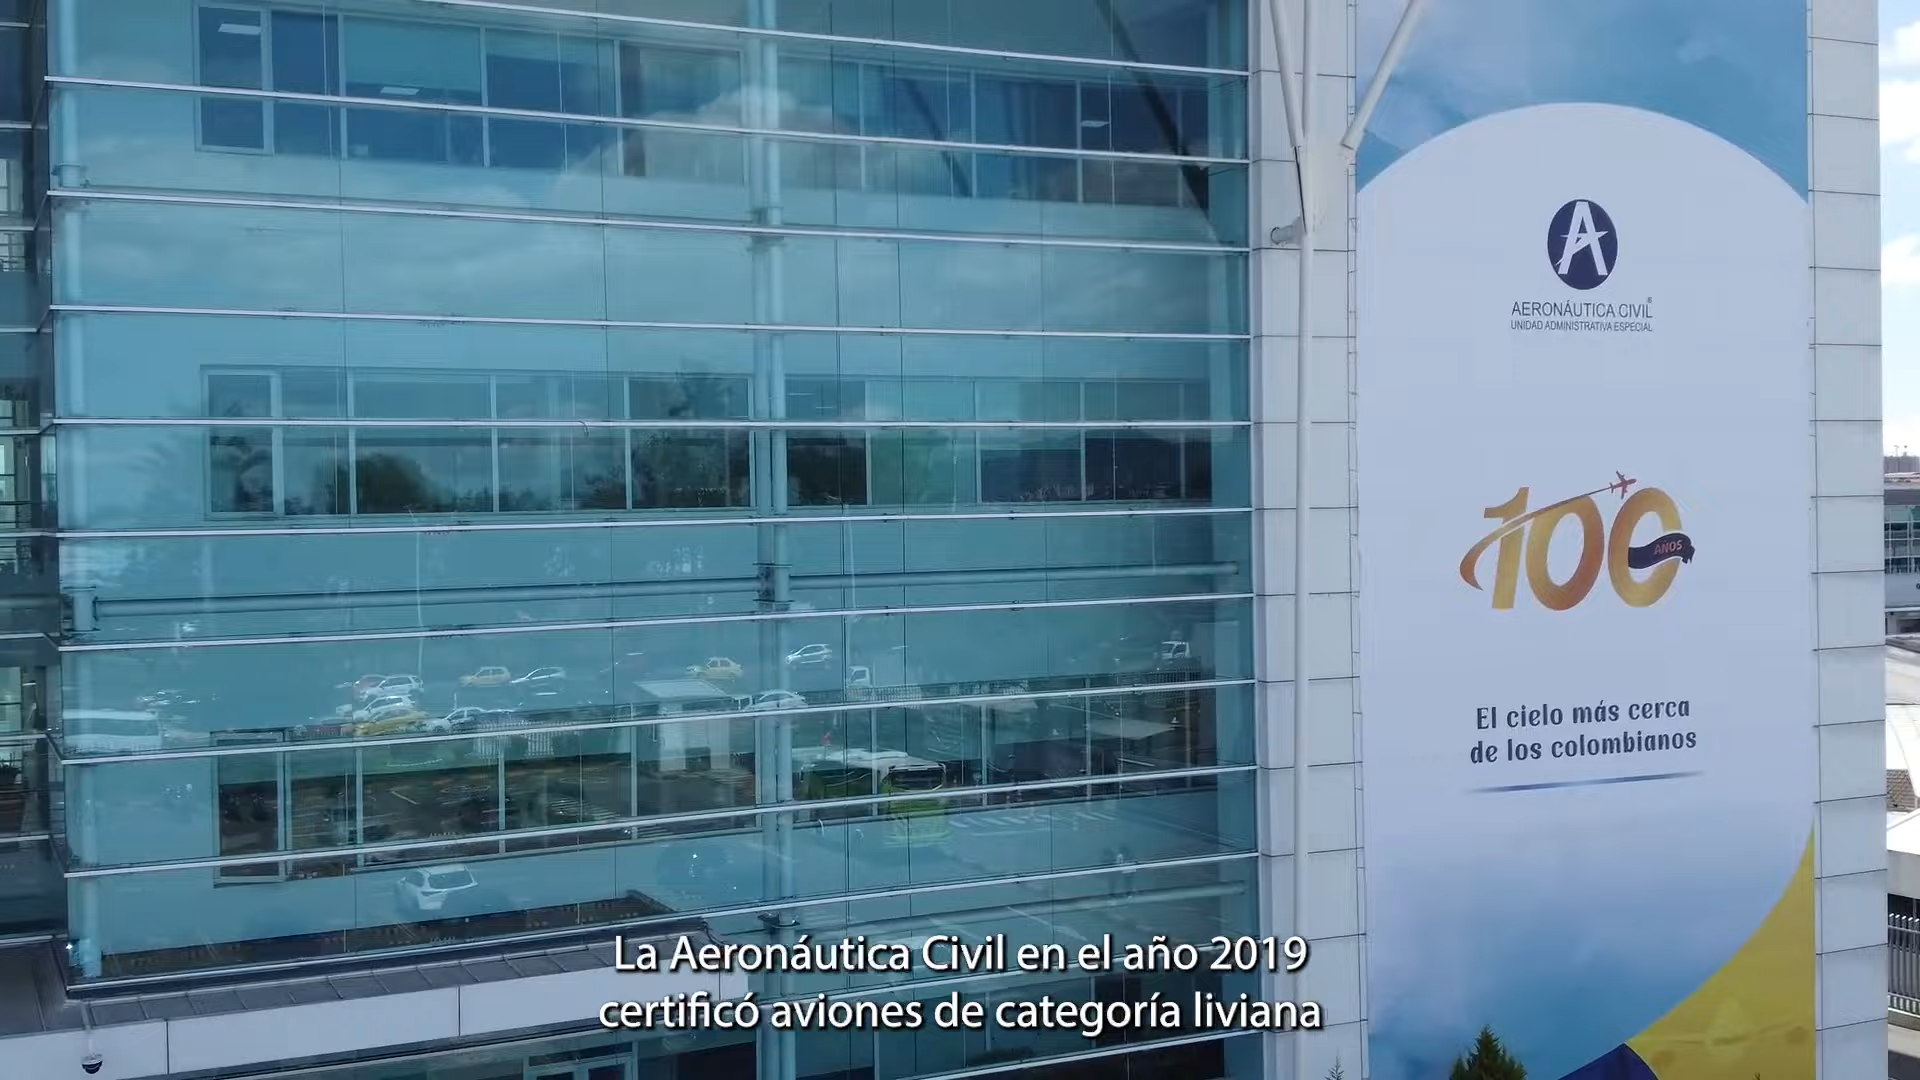 AERONÁUTICA CIVIL
UNIDAD ADMINISTRATIVA ESPECIAL
100
AÑOS
El cielo más cerca
de los colombianos
La Aeronáutica Civil en el año 2019
certificó aviones de categoría liviana